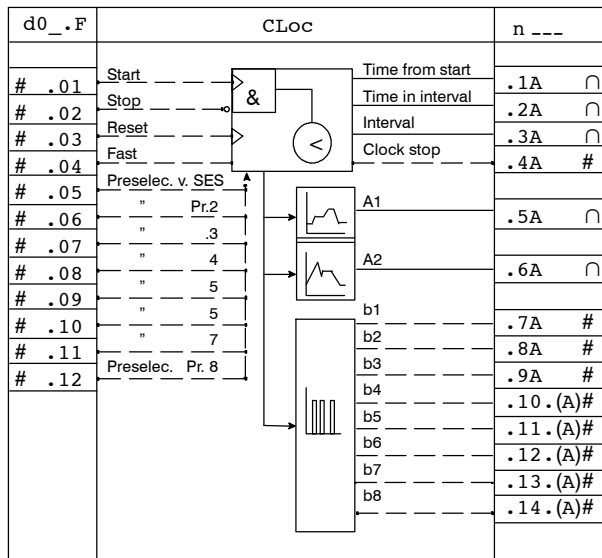 d0_.F CLoc n ___
# .01 Start & Time from start .1A ∩
# .02 Stop Time in interval .2A ∩
# .03 Reset < Interval .3A ∩
# .04 Fast Clock stop .4A #
# .05 Preselec. v. SES
# .06 " Pr.2 A1 .5A ∩
# .07 " .3
# .08 " 4 A2 .6A ∩
# .09 " 5
# .10 " 5 b1 .7A #
# .11 " 7 b2 .8A #
# .12 Preselec. Pr. 8 b3 .9A #
b4 .10.(A)#
b5 .11.(A)#
b6 .12.(A)#
b7 .13.(A)#
b8 .14.(A)#